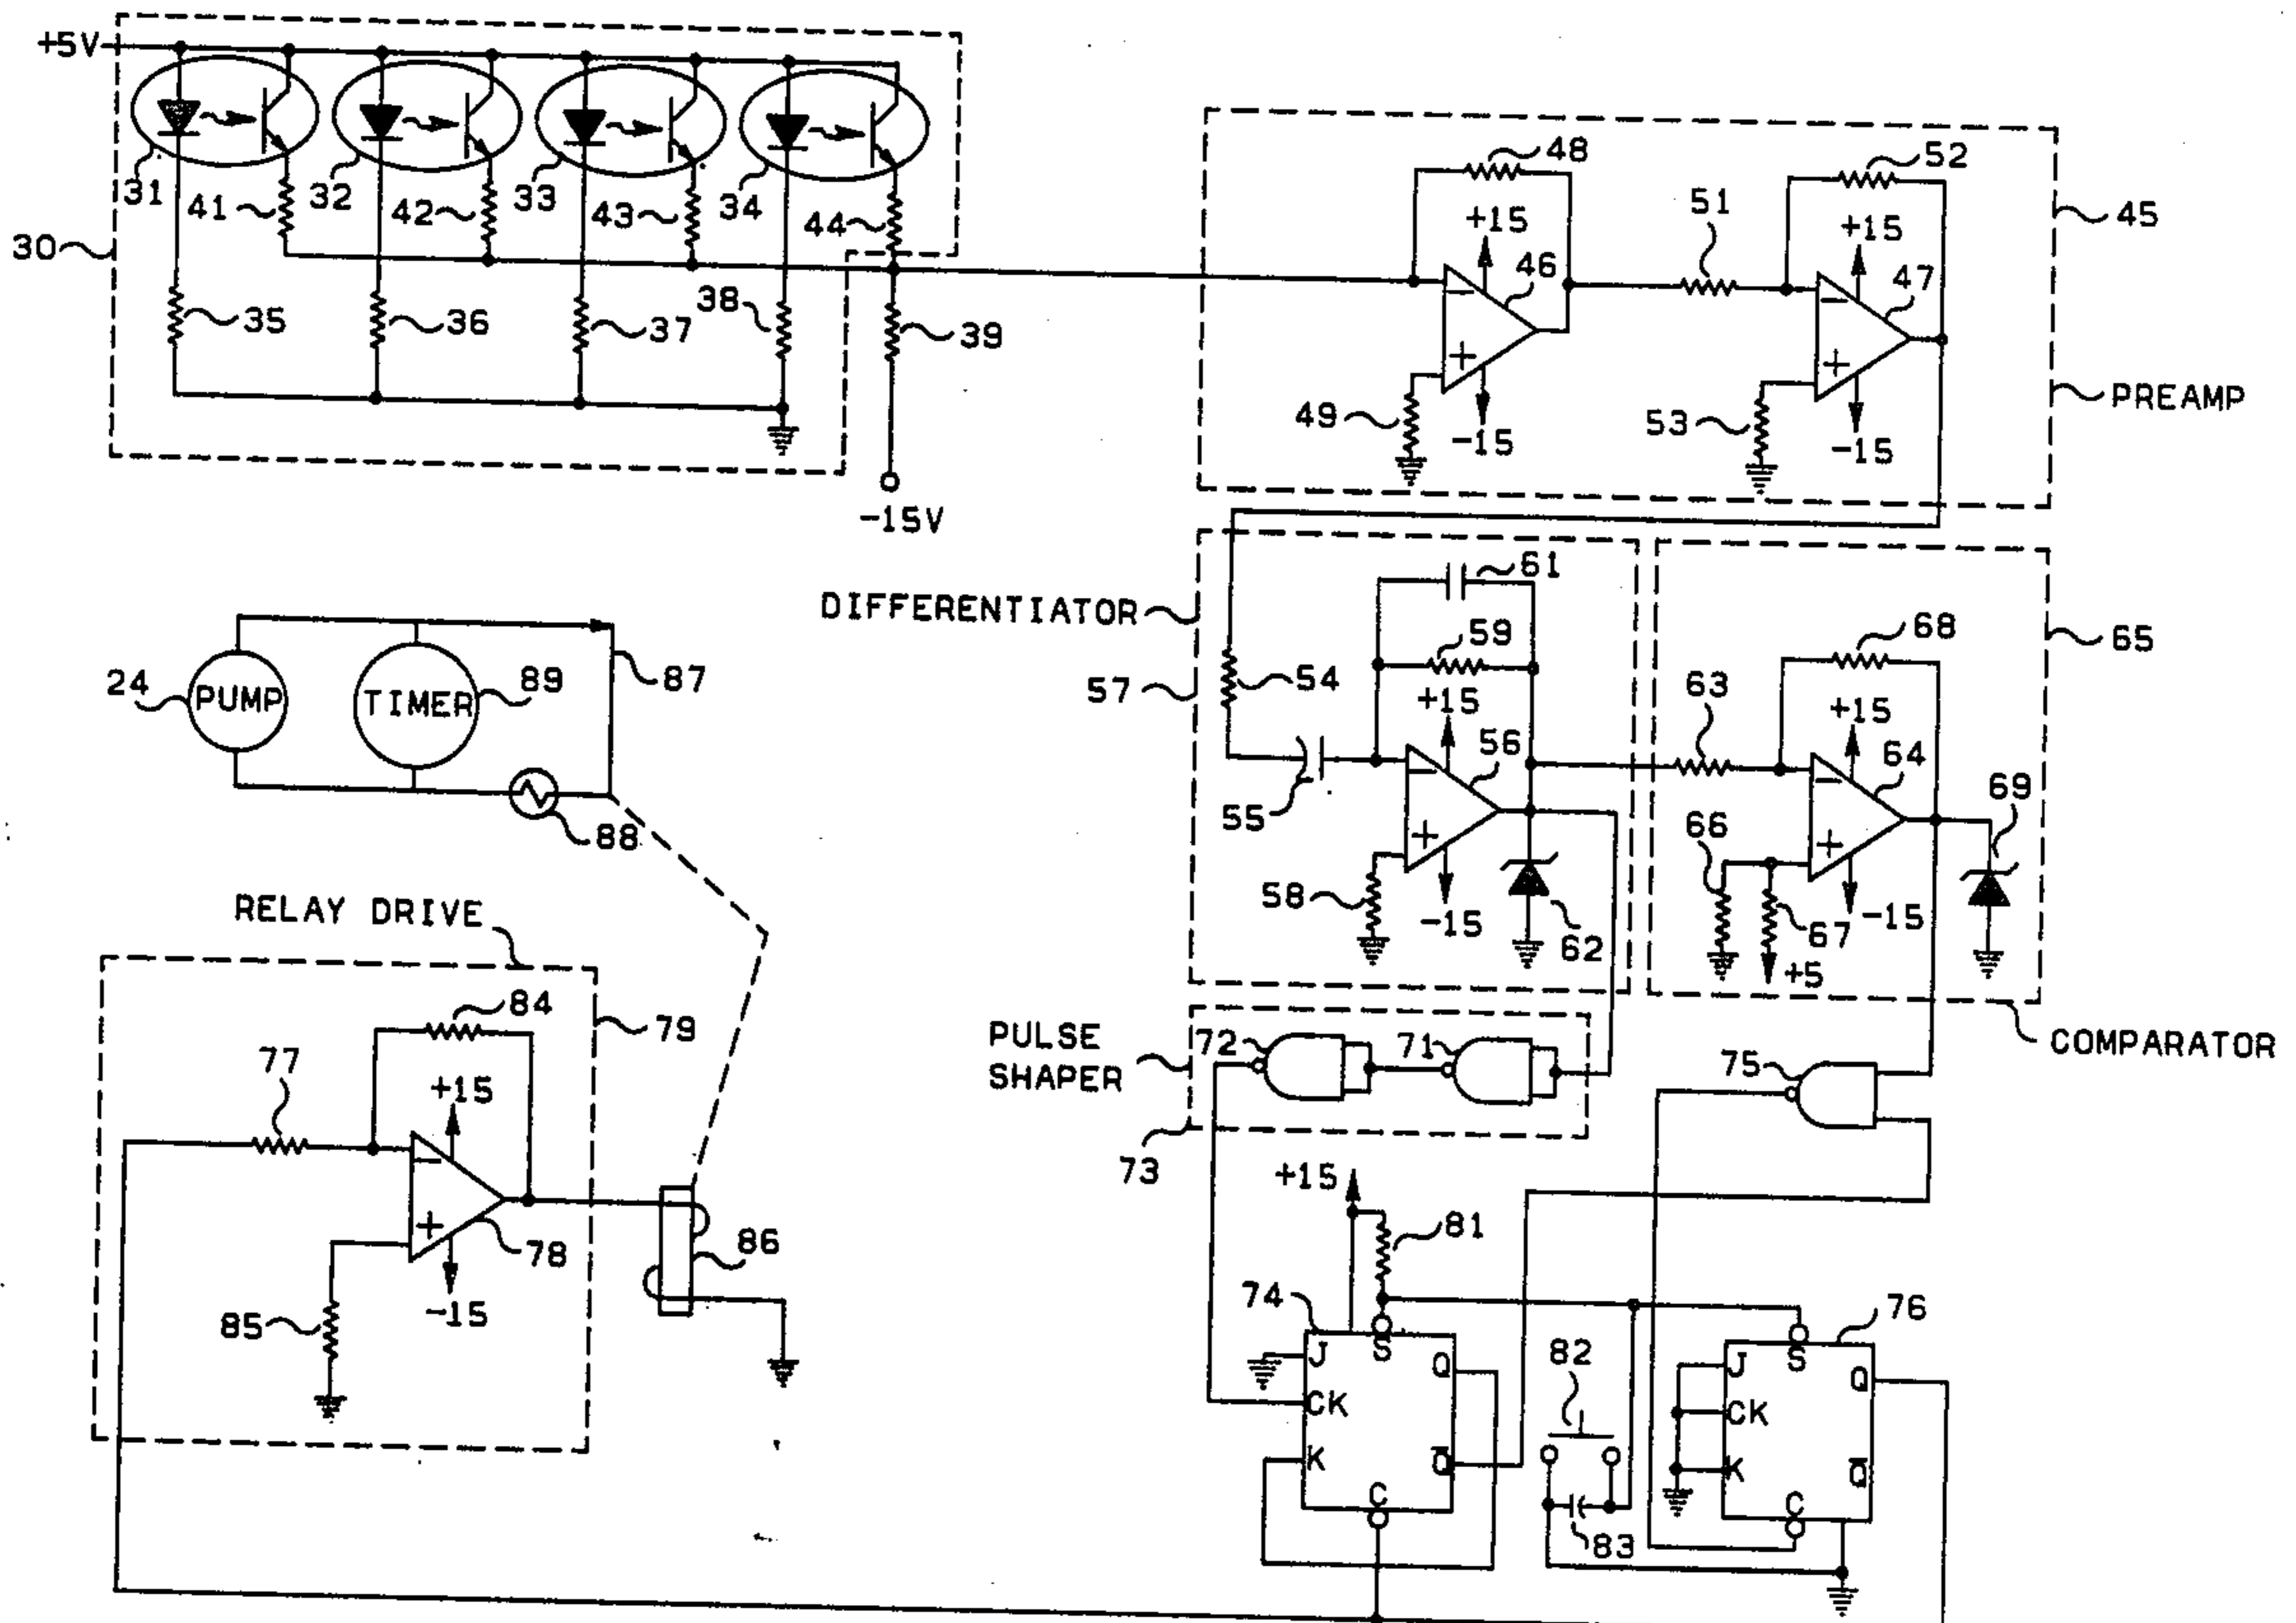 +5V
31
41
32
42
33
43
34
44
30
35
36
37
38
39
-15V
48
+15
46
49
-15
51
52
+15
47
53
-15
45
PREAMP
DIFFERENTIATOR
57
61
59
54
+15
56
55
58
-15
62
63
68
+15
64
66
67
+5
-15
69
65
COMPARATOR
24
PUMP
TIMER
89
87
88
RELAY DRIVE
84
79
77
+15
78
-15
85
86
PULSE
SHAPER
72
71
73
75
+15
81
74
J
S
Q
CK
K
Q̅
C
82
83
76
J
S
Q
CK
K
Q̅
C